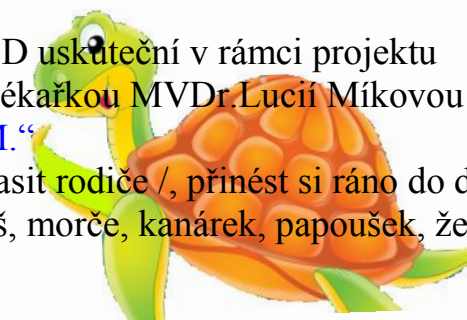 D uskuteční v rámci projektu
ékařkou MVDr.Lucií Míkovou
M.“
asit rodiče /, přinést si ráno do d
š, morče, kanárek, papoušek, že